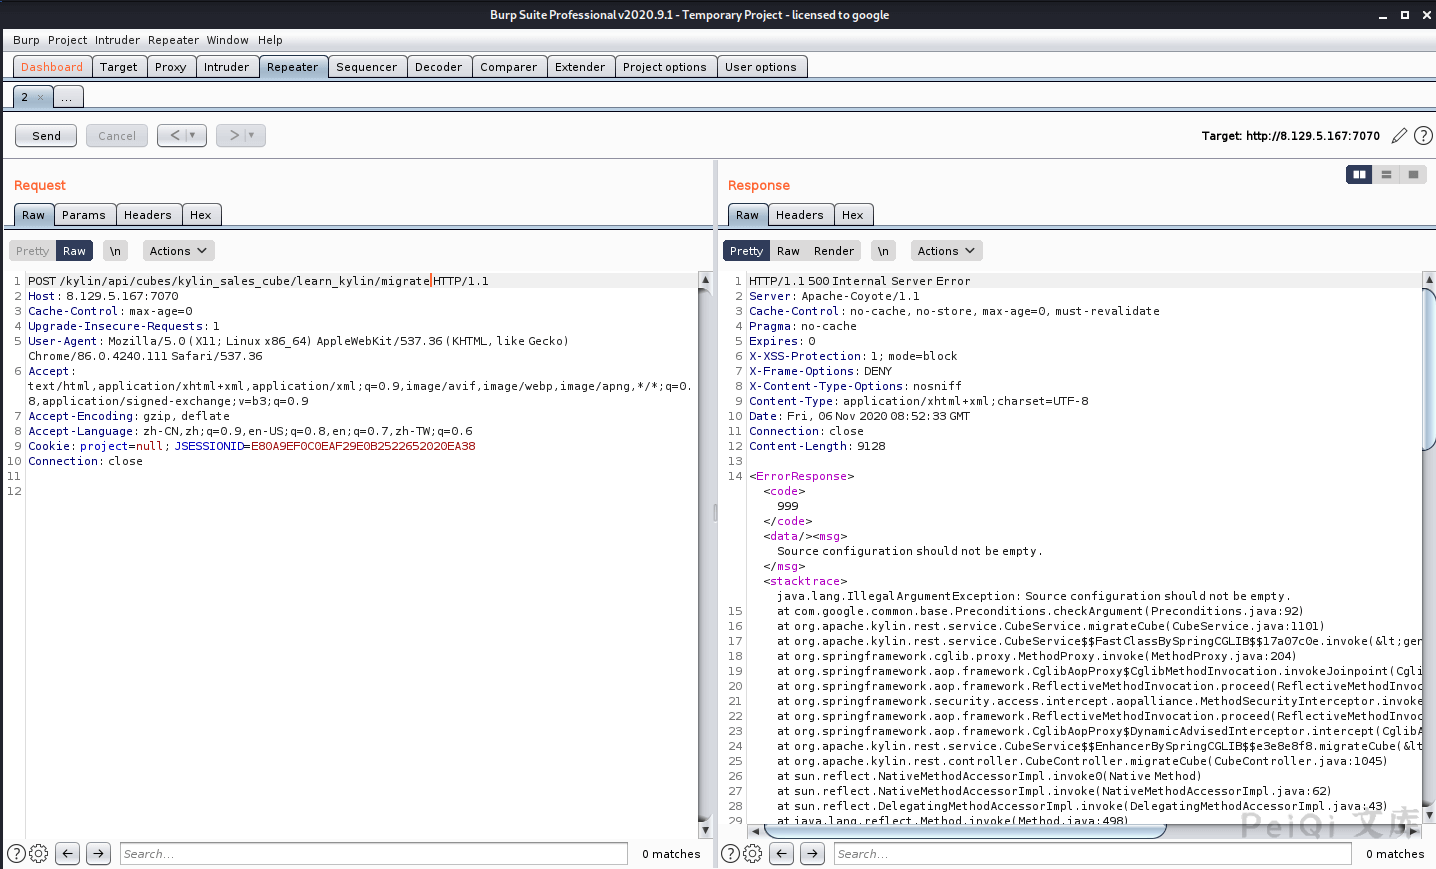 Burp Suite Professional v2020.9.1 - Temporary Project - licensed to google
Burp Project Intruder Repeater Window Help
Dashboard Target Proxy Intruder Repeater Sequencer Decoder Comparer Extender Project options User options
2 × ...
Send Cancel < > Target: http://8.129.5.167:7070
Request
Raw Params Headers Hex
Pretty Raw \n Actions
1 POST /kylin/api/cubes/kylin_sales_cube/learn_kylin/migrate HTTP/1.1
2 Host: 8.129.5.167:7070
3 Cache-Control: max-age=0
4 Upgrade-Insecure-Requests: 1
5 User-Agent: Mozilla/5.0 (X11; Linux x86_64) AppleWebKit/537.36 (KHTML, like Gecko)
Chrome/86.0.4240.111 Safari/537.36
6 Accept:
text/html,application/xhtml+xml,application/xml;q=0.9,image/avif,image/webp,image/apng,*/*;q=0.
8,application/signed-exchange;v=b3;q=0.9
7 Accept-Encoding: gzip, deflate
8 Accept-Language: zh-CN,zh;q=0.9,en-US;q=0.8,en;q=0.7,zh-TW;q=0.6
9 Cookie: project=null; JSESSIONID=E80A9EF0C0EAF29E0B2522652020EA38
10 Connection: close
11
12
Search...
0 matches
Response
Raw Headers Hex
Pretty Raw Render \n Actions
1 HTTP/1.1 500 Internal Server Error
2 Server: Apache-Coyote/1.1
3 Cache-Control: no-cache, no-store, max-age=0, must-revalidate
4 Pragma: no-cache
5 Expires: 0
6 X-XSS-Protection: 1; mode=block
7 X-Frame-Options: DENY
8 X-Content-Type-Options: nosniff
9 Content-Type: application/xhtml+xml;charset=UTF-8
10 Date: Fri, 06 Nov 2020 08:52:33 GMT
11 Connection: close
12 Content-Length: 9128
13
14 <ErrorResponse>
<code>
999
</code>
<data/><msg>
Source configuration should not be empty.
</msg>
<stacktrace>
java.lang.IllegalArgumentException: Source configuration should not be empty.
15 at com.google.common.base.Preconditions.checkArgument(Preconditions.java:92)
16 at org.apache.kylin.rest.service.CubeService.migrateCube(CubeService.java:1101)
17 at org.apache.kylin.rest.service.CubeService$$FastClassBySpringCGLIB$$17a07c0e.invoke(&lt;gen
18 at org.springframework.cglib.proxy.MethodProxy.invoke(MethodProxy.java:204)
19 at org.springframework.aop.framework.CglibAopProxy$CglibMethodInvocation.invokeJoinpoint(Cgli
20 at org.springframework.aop.framework.ReflectiveMethodInvocation.proceed(ReflectiveMethodInvoc
21 at org.springframework.security.access.intercept.aopalliance.MethodSecurityInterceptor.invoke
22 at org.springframework.aop.framework.ReflectiveMethodInvocation.proceed(ReflectiveMethodInvoc
23 at org.springframework.aop.framework.CglibAopProxy$DynamicAdvisedInterceptor.intercept(CglibA
24 at org.apache.kylin.rest.service.CubeService$$EnhancerBySpringCGLIB$$e3e8e8f8.migrateCube(&lt
25 at org.apache.kylin.rest.controller.CubeController.migrateCube(CubeController.java:1045)
26 at sun.reflect.NativeMethodAccessorImpl.invoke0(Native Method)
27 at sun.reflect.NativeMethodAccessorImpl.invoke(NativeMethodAccessorImpl.java:62)
28 at sun.reflect.DelegatingMethodAccessorImpl.invoke(DelegatingMethodAccessorImpl.java:43)
29 at java.lang.reflect.Method.invoke(Method.java:498)
PeiQi 文库
Search...
0 matches